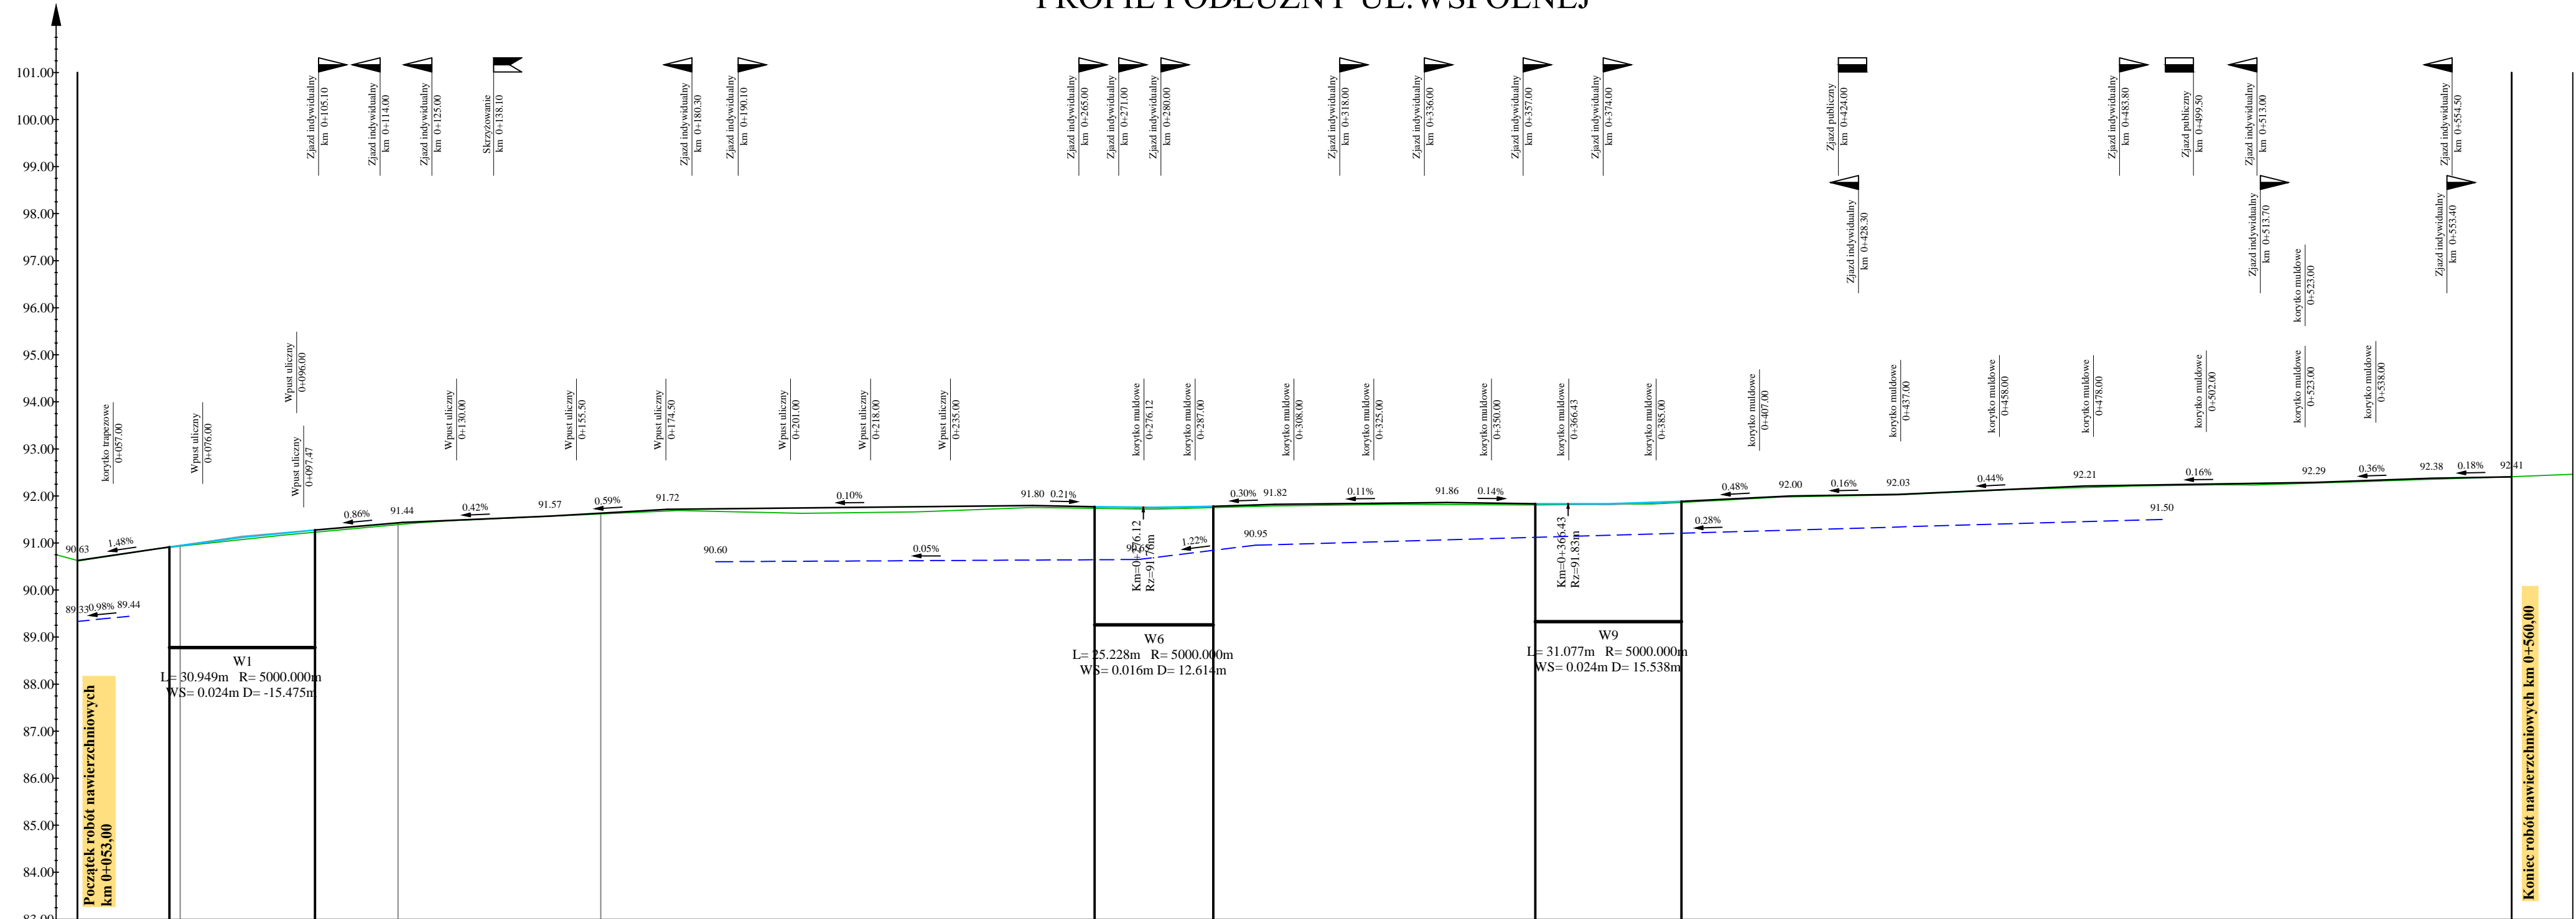 PROFIL PODŁUŻNY UL.WSPÓLNEJ
101.00
100.00
99.00
98.00
97.00
96.00
95.00
94.00
93.00
92.00
91.00
90.00
89.00
88.00
87.00
86.00
85.00
84.00
83.00
Zjazd indywidualny
km 0+105.10
Zjazd indywidualny
km 0+114.00
Zjazd indywidualny
km 0+125.00
Skrzyżowanie
km 0+138.10
Zjazd indywidualny
km 0+180.30
Zjazd indywidualny
km 0+190.10
Zjazd indywidualny
km 0+265.00
Zjazd indywidualny
km 0+271.00
Zjazd indywidualny
km 0+280.00
Zjazd indywidualny
km 0+318.00
Zjazd indywidualny
km 0+336.00
Zjazd indywidualny
km 0+357.00
Zjazd indywidualny
km 0+374.00
Zjazd publiczny
km 0+424.00
Zjazd indywidualny
km 0+483.80
Zjazd publiczny
km 0+499.50
Zjazd indywidualny
km 0+513.00
Zjazd indywidualny
km 0+554.50
Zjazd indywidualny
km 0+428.30
Zjazd indywidualny
km 0+513.70
Zjazd indywidualny
km 0+553.40
korytko muldowe
0+523.00
korytko trapezowe
0+057.00
Wpust uliczny
0+076.00
Wpust uliczny
0+096.00
Wpust uliczny
0+097.47
Wpust uliczny
0+130.00
Wpust uliczny
0+155.50
Wpust uliczny
0+174.50
Wpust uliczny
0+201.00
Wpust uliczny
0+218.00
Wpust uliczny
0+235.00
korytko muldowe
0+276.12
korytko muldowe
0+287.00
korytko muldowe
0+308.00
korytko muldowe
0+325.00
korytko muldowe
0+350.00
korytko muldowe
0+366.43
korytko muldowe
0+385.00
korytko muldowe
0+407.00
korytko muldowe
0+437.00
korytko muldowe
0+458.00
korytko muldowe
0+478.00
korytko muldowe
0+502.00
korytko muldowe
0+523.00
korytko muldowe
0+538.00
90.63
1.48%
0.86%
91.44
0.42%
91.57
0.59%
91.72
0.10%
91.80
0.21%
0.30%
91.82
0.11%
91.86
0.14%
0.48%
92.00
0.16%
92.03
0.44%
92.21
0.16%
92.29
0.36%
92.38
0.18%
92.41
89.33
0.98%
89.44
90.60
0.05%
1.22%
90.95
0.28%
91.50
Km=0+276.12
Rz=91.76m
Km=0+366.43
Rz=91.83m
W1
L= 30.949m R= 5000.000m
WS= 0.024m D= -15.475m
W6
L= 25.228m R= 5000.000m
WS= 0.016m D= 12.614m
W9
L= 31.077m R= 5000.000m
WS= 0.024m D= 15.538m
Początek robót nawierzchniowych
km 0+053,00
Koniec robót nawierzchniowych km 0+560,00